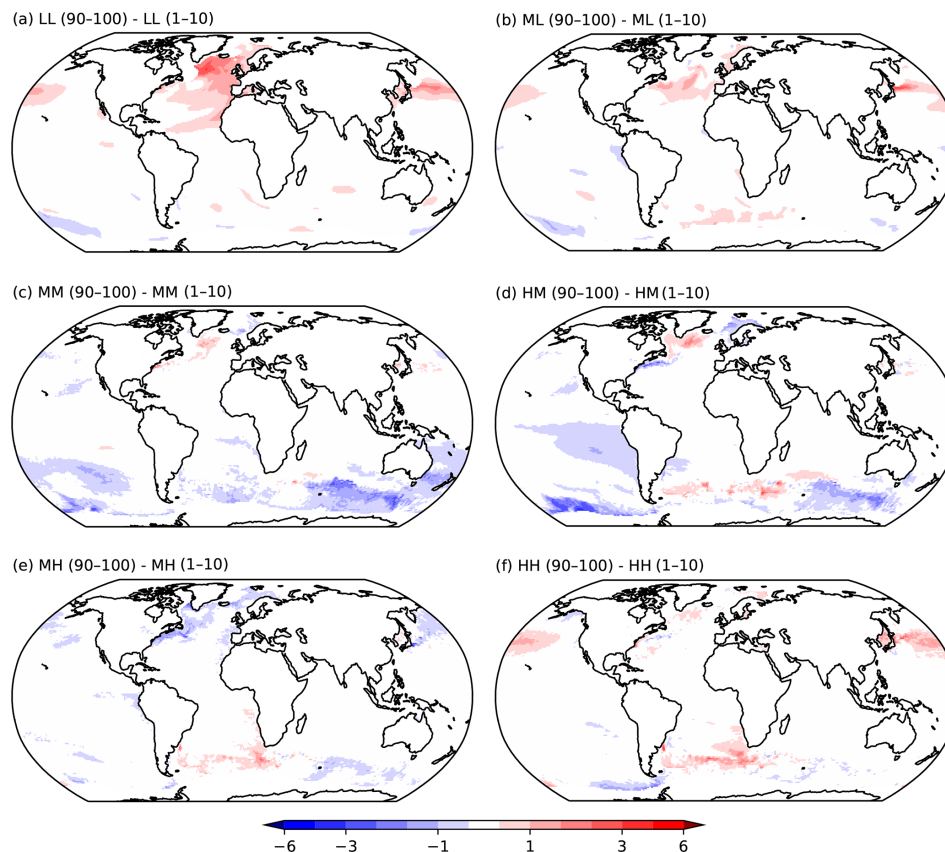 (a) LL (90–100) - LL (1–10)
(b) ML (90–100) - ML (1–10)
(c) MM (90–100) - MM (1–10)
(d) HM (90–100) - HM (1–10)
(e) MH (90–100) - MH (1–10)
(f) HH (90–100) - HH (1–10)
−6 −3 −1 1 3 6